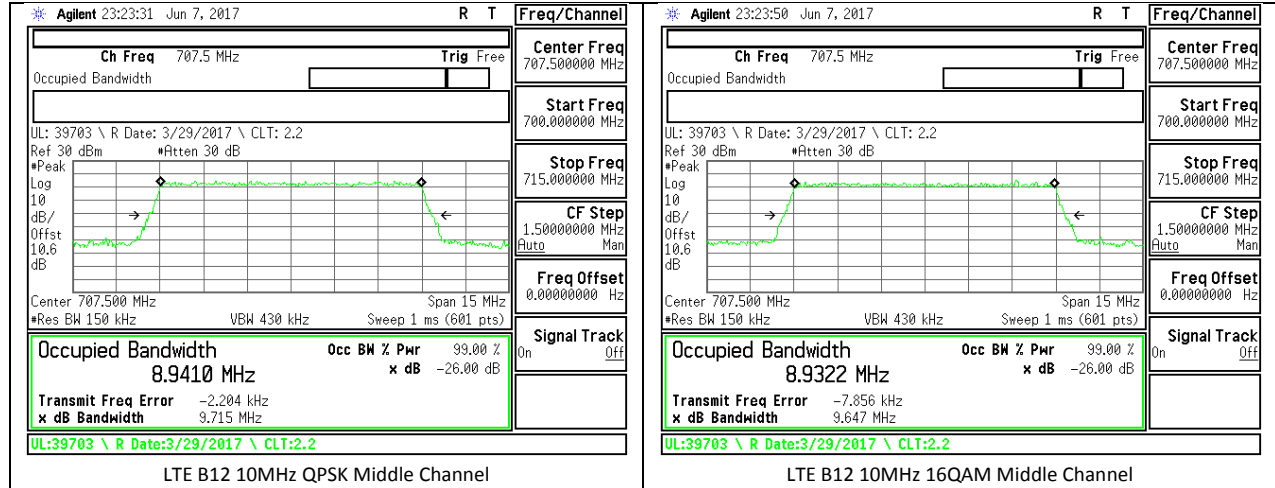 Agilent 23:23:31 Jun 7, 2017 R T
Freq/Channel
Ch Freq 707.5 MHz Trig Free
Occupied Bandwidth
UL: 39703 \ R Date: 3/29/2017 \ CLT: 2.2
Ref 30 dBm #Atten 30 dB
#Peak
Log
10
dB/
Offst
10.6
dB
Center 707.500 MHz Span 15 MHz
#Res BW 150 kHz VBW 430 kHz Sweep 1 ms (601 pts)
Occupied Bandwidth Occ BW % Pwr 99.00 %
8.9410 MHz x dB -26.00 dB
Transmit Freq Error -2.204 kHz
x dB Bandwidth 9.715 MHz
UL:39703 \ R Date:3/29/2017 \ CLT:2.2
Center Freq
707.500000 MHz
Start Freq
700.000000 MHz
Stop Freq
715.000000 MHz
CF Step
1.50000000 MHz
Auto Man
Freq Offset
0.00000000 Hz
Signal Track
On Off
LTE B12 10MHz QPSK Middle Channel
Agilent 23:23:50 Jun 7, 2017 R T
Freq/Channel
Ch Freq 707.5 MHz Trig Free
Occupied Bandwidth
UL: 39703 \ R Date: 3/29/2017 \ CLT: 2.2
Ref 30 dBm #Atten 30 dB
#Peak
Log
10
dB/
Offst
10.6
dB
Center 707.500 MHz Span 15 MHz
#Res BW 150 kHz VBW 430 kHz Sweep 1 ms (601 pts)
Occupied Bandwidth Occ BW % Pwr 99.00 %
8.9322 MHz x dB -26.00 dB
Transmit Freq Error -7.856 kHz
x dB Bandwidth 9.647 MHz
UL:39703 \ R Date:3/29/2017 \ CLT:2.2
Center Freq
707.500000 MHz
Start Freq
700.000000 MHz
Stop Freq
715.000000 MHz
CF Step
1.50000000 MHz
Auto Man
Freq Offset
0.00000000 Hz
Signal Track
On Off
LTE B12 10MHz 16QAM Middle Channel